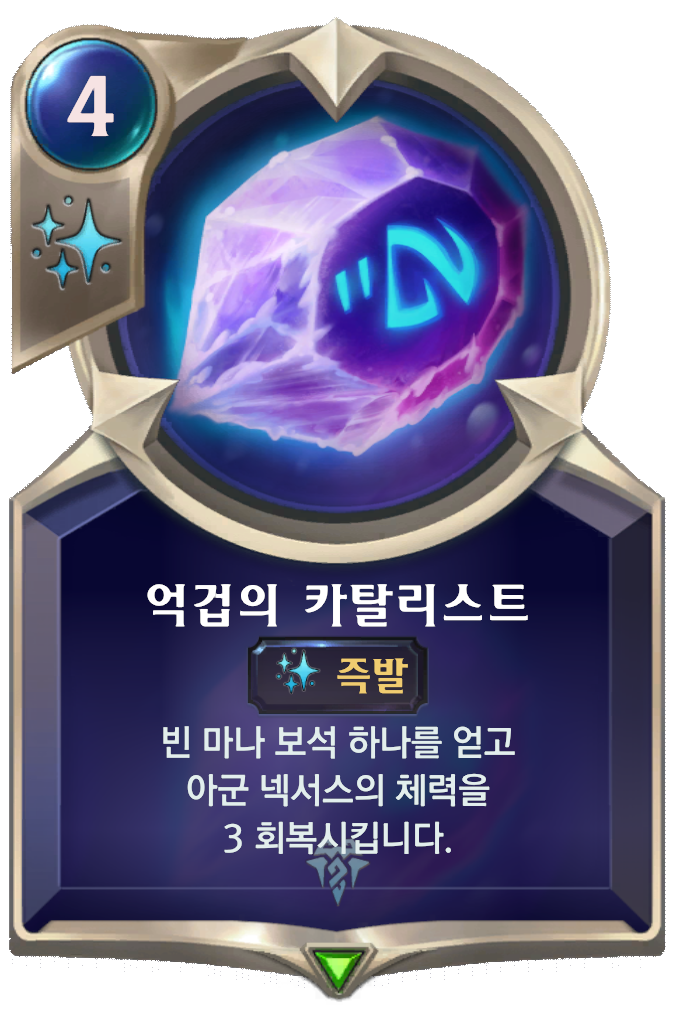 4
억겁의 카탈리스트
즉발
빈 마나 보석 하나를 얻고
아군 넥서스의 체력을
3 회복시킵니다.